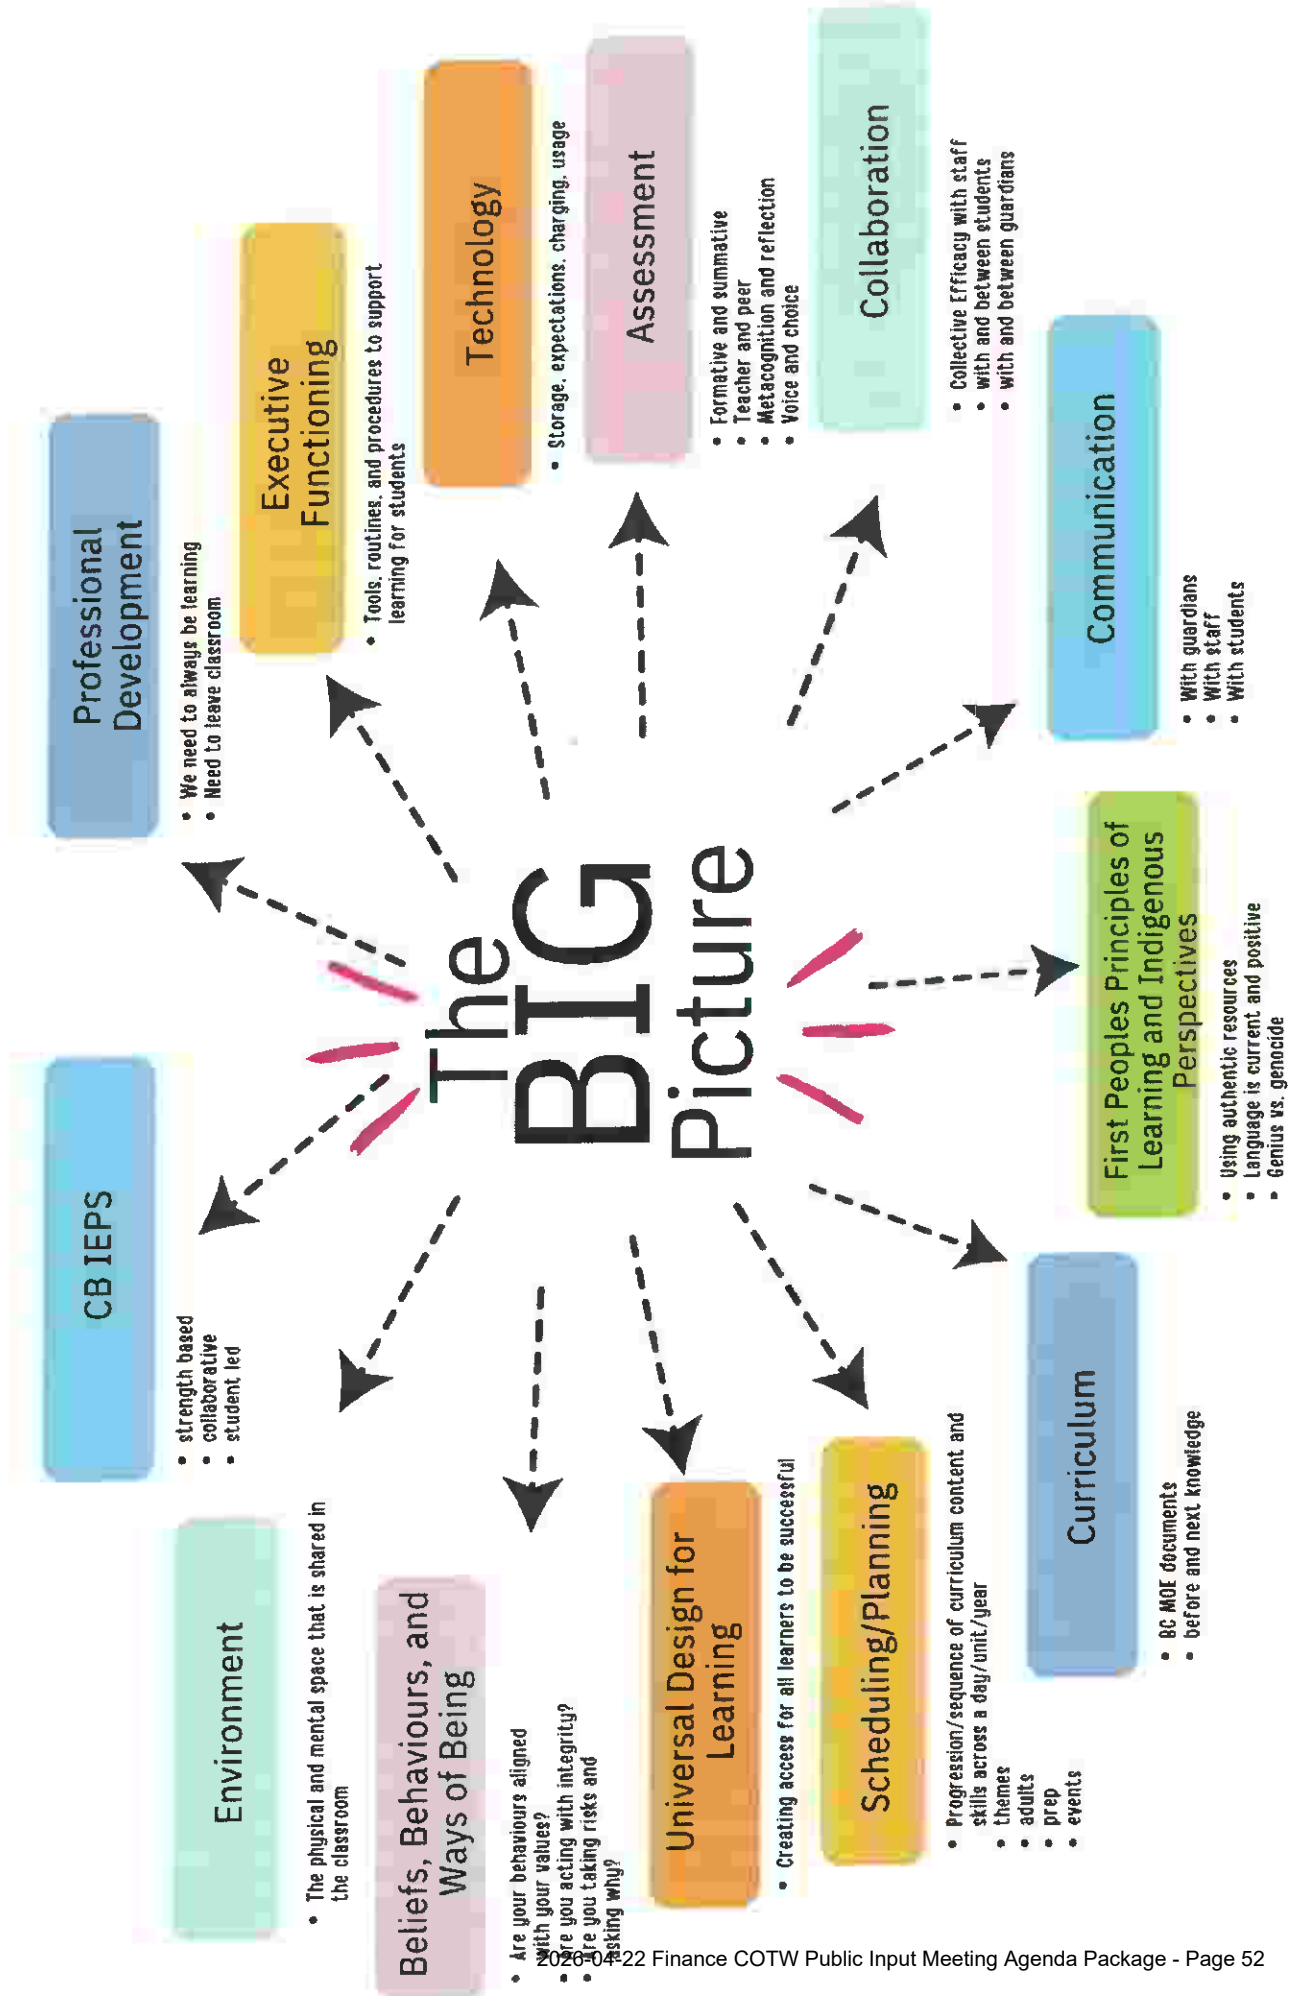 CB IEPS
• strength based
• collaborative
• student led
Professional
Development
• We need to always be learning
• Need to leave classroom
Environment
• The physical and mental space that is shared in
the classroom
Executive
Functioning
• Tools, routines, and procedures to support
learning for students
Beliefs, Behaviours, and
Ways of Being
• Are your behaviours aligned
with your values?
• Are you acting with integrity?
• Are you taking risks and
asking why?
The
BIG
Picture
Technology
• Storage, expectations, charging, usage
Universal Design for
Learning
• Creating access for all learners to be successful
Assessment
• Formative and summative
• Teacher and peer
• Metacognition and reflection
• Voice and choice
Scheduling/Planning
• Progression/sequence of curriculum content and
skills across a day/unit/year
• themes
• adults
• prep
• events
Collaboration
• Collective Efficacy with staff
• with and between students
• with and between guardians
Curriculum
• BC MOE documents
• before and next knowledge
First Peoples Principles of
Learning and Indigenous
Perspectives
• Using authentic resources
• Language is current and positive
• Genius vs. genocide
Communication
• With guardians
• With staff
• With students
2026-04-22 Finance COTW Public Input Meeting Agenda Package - Page 52